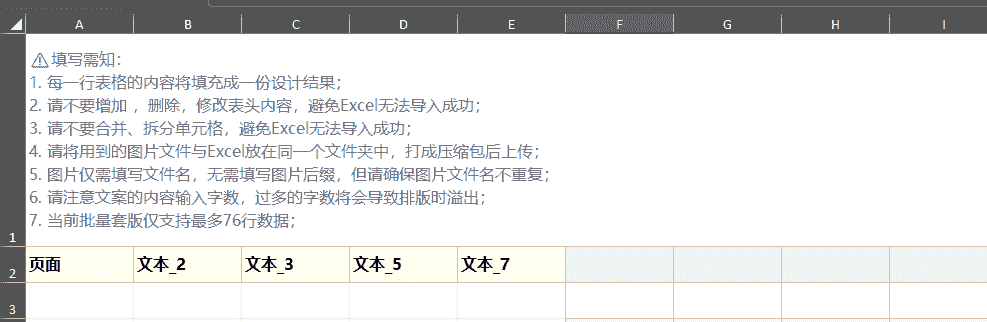 A B C D E F G H I
1
⚠填写需知：
1. 每一行表格的内容将填充成一份设计结果；
2. 请不要增加 ，删除，修改表头内容，避免Excel无法导入成功；
3. 请不要合并、拆分单元格，避免Excel无法导入成功；
4. 请将用到的图片文件与Excel放在同一个文件夹中，打成压缩包后上传；
5. 图片仅需填写文件名，无需填写图片后缀，但请确保图片文件名不重复；
6. 请注意文案的内容输入字数，过多的字数将会导致排版时溢出；
7. 当前批量套版仅支持最多76行数据；
2 页面 文本_2 文本_3 文本_5 文本_7
3